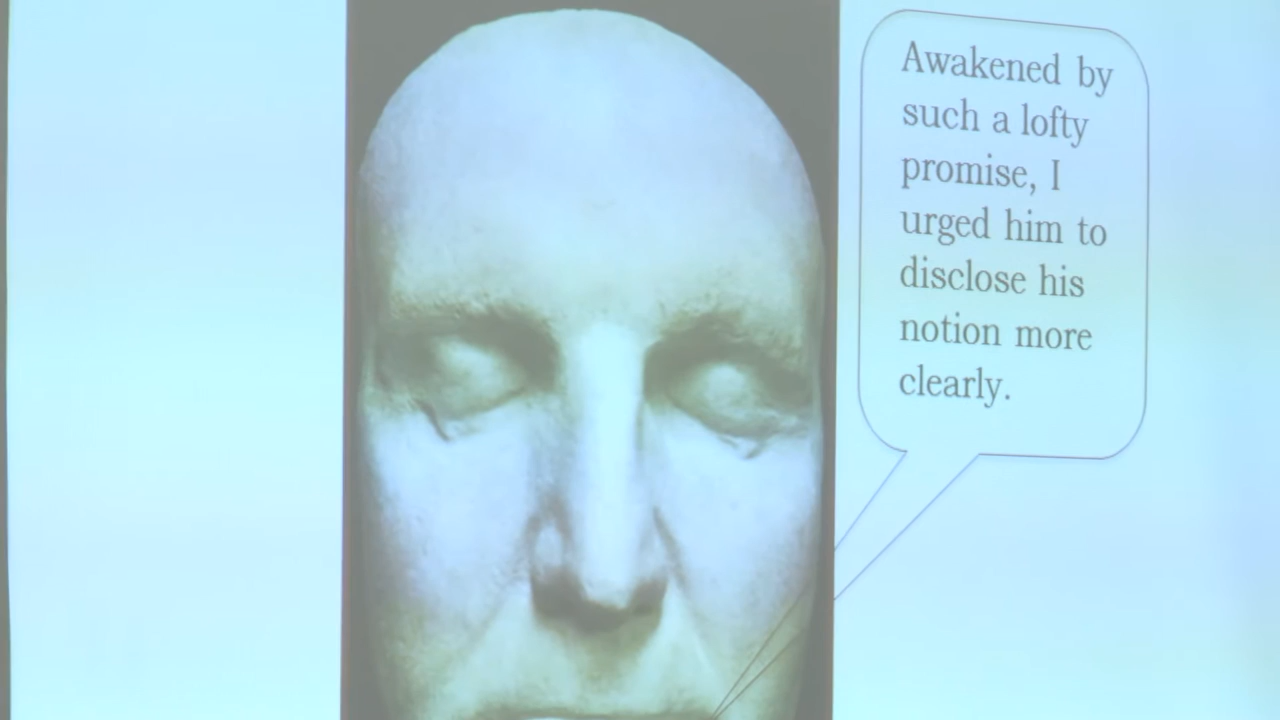 Awakened by
such a lofty
promise, I
urged him to
disclose his
notion more
clearly.